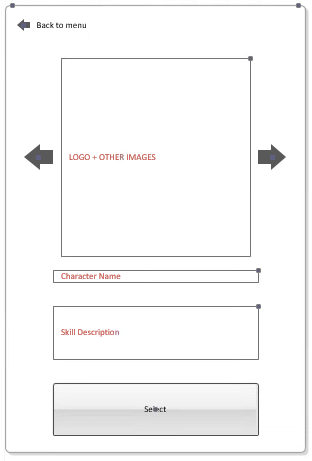 Back to menu
LOGO + OTHER IMAGES
Character Name
Skill Description
Select